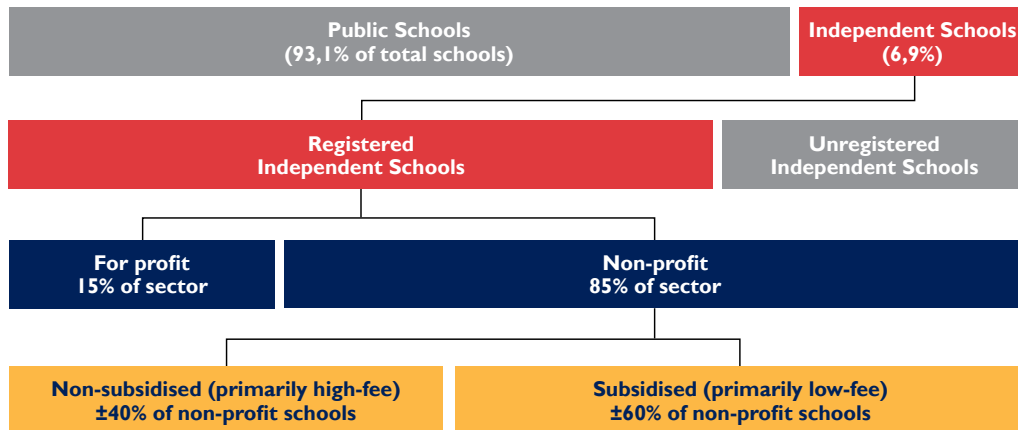 Public Schools
(93,1% of total schools)
Independent Schools
(6,9%)
Registered
Independent Schools
Unregistered
Independent Schools
For profit
15% of sector
Non-profit
85% of sector
Non-subsidised (primarily high-fee)
±40% of non-profit schools
Subsidised (primarily low-fee)
±60% of non-profit schools